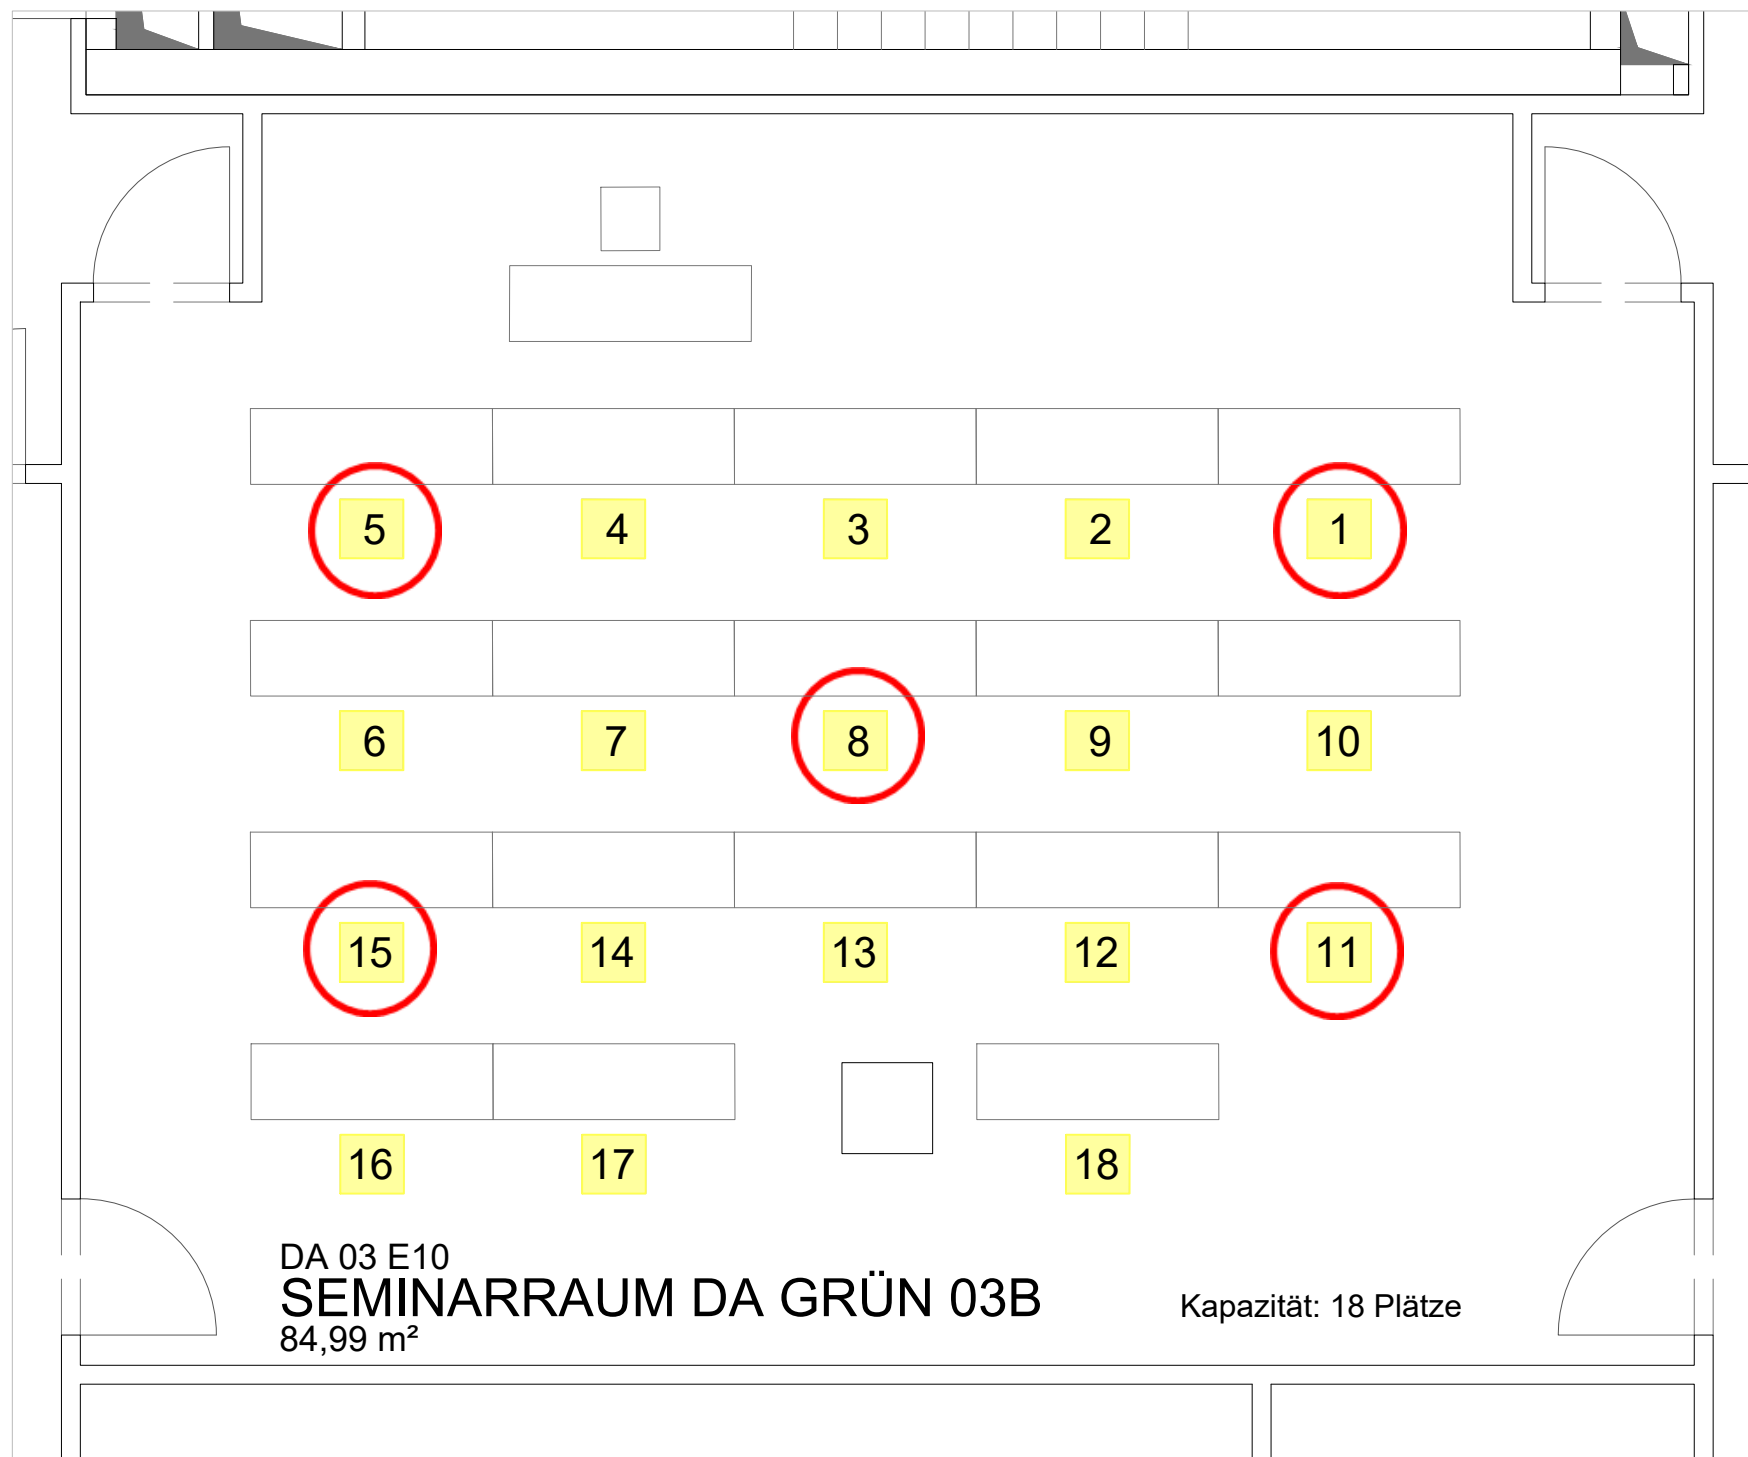 5 4 3 2 1
6 7 8 9 10
15 14 13 12 11
16 17 18
DA 03 E10
SEMINARRAUM DA GRÜN 03B
Kapazität: 18 Plätze
84,99 m²